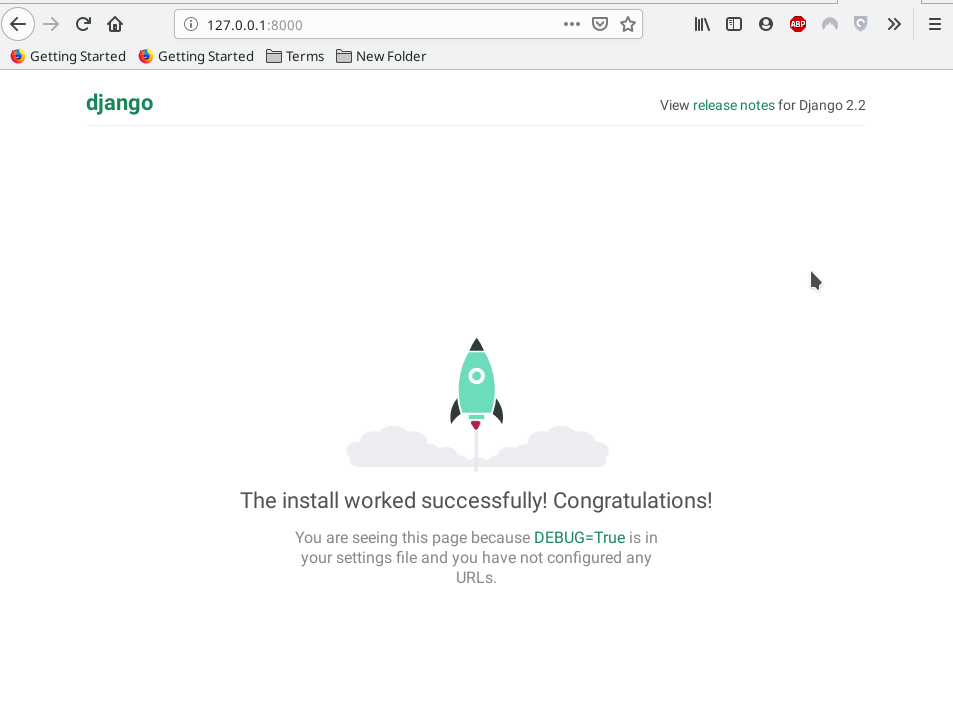 127.0.0.1:8000
ABP
Getting Started Getting Started Terms New Folder
django
View release notes for Django 2.2
The install worked successfully! Congratulations!
You are seeing this page because DEBUG=True is in
your settings file and you have not configured any
URLs.